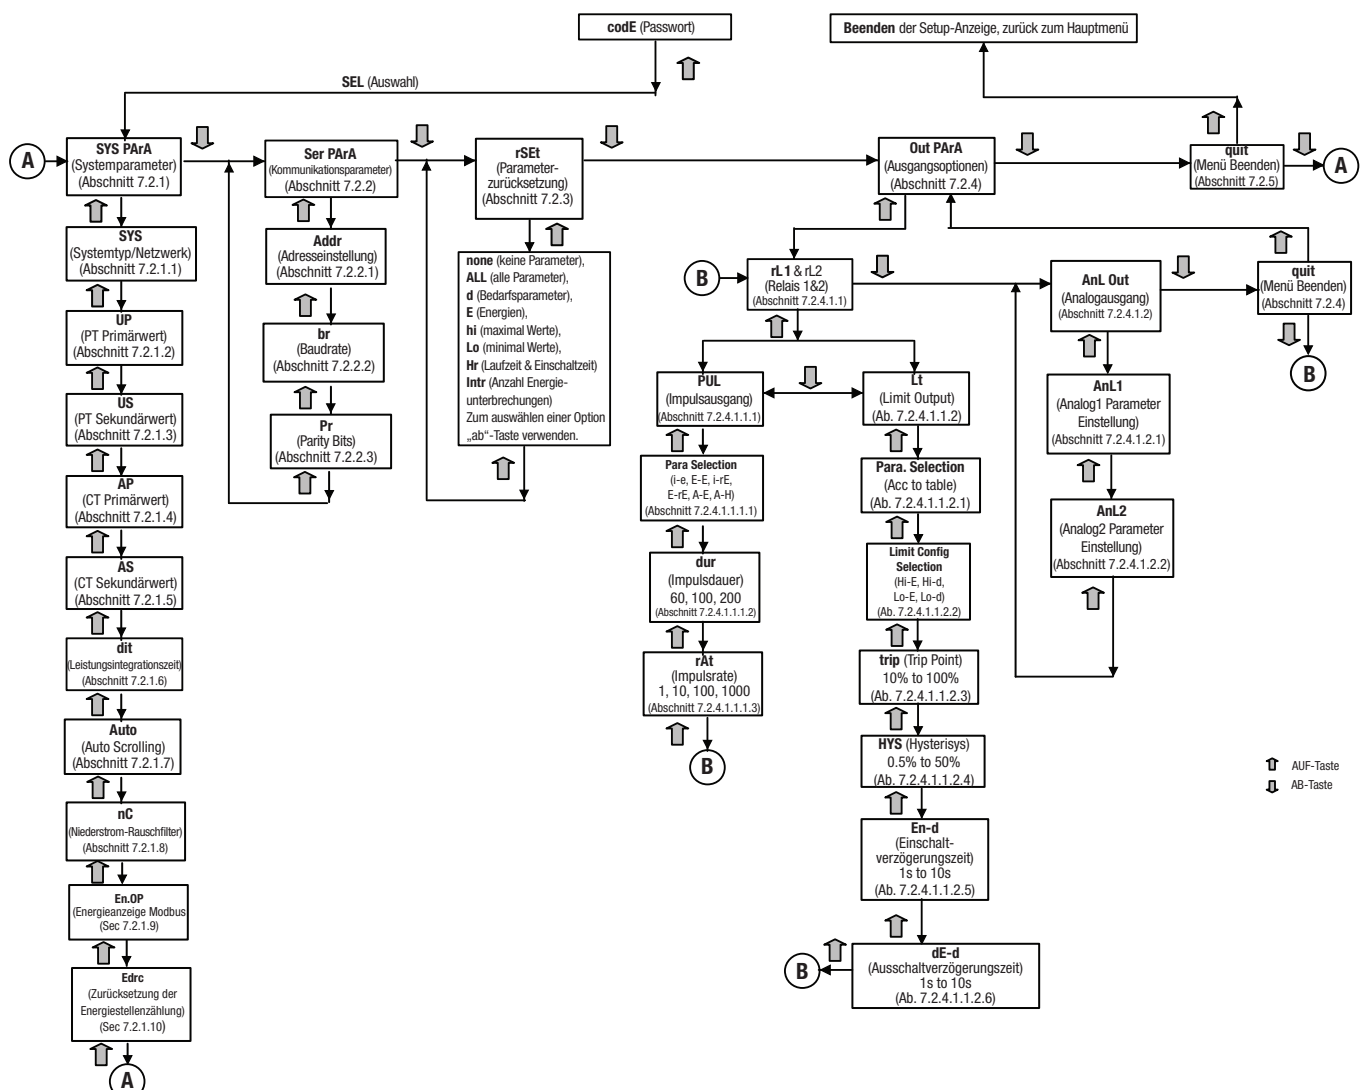 codE (Passwort)
Beenden der Setup-Anzeige, zurück zum Hauptmenü
SEL (Auswahl)
A
SYS PArA
(Systemparameter)
(Abschnitt 7.2.1)
Ser PArA
(Kommunikationsparameter)
(Abschnitt 7.2.2)
rSEt
(Parameter-
zurücksetzung)
(Abschnitt 7.2.3)
Out PArA
(Ausgangsoptionen)
(Abschnitt 7.2.4)
quit
(Menü Beenden)
(Abschnitt 7.2.5)
A
SYS
(Systemtyp/Netzwerk)
(Abschnitt 7.2.1.1)
UP
(PT Primärwert)
(Abschnitt 7.2.1.2)
US
(PT Sekundärwert)
(Abschnitt 7.2.1.3)
AP
(CT Primärwert)
(Abschnitt 7.2.1.4)
AS
(CT Sekundärwert)
(Abschnitt 7.2.1.5)
dit
(Leistungsintegrationszeit)
(Abschnitt 7.2.1.6)
Auto
(Auto Scrolling)
(Abschnitt 7.2.1.7)
nC
(Niederstrom-Rauschfilter)
(Abschnitt 7.2.1.8)
En.OP
(Energieanzeige Modbus
(Sec 7.2.1.9)
Edrc
(Zurücksetzung der
Energiestellenzählung)
(Sec 7.2.1.10)
A
Addr
(Adresseinstellung)
(Abschnitt 7.2.2.1)
br
(Baudrate)
(Abschnitt 7.2.2.2)
Pr
(Parity Bits)
(Abschnitt 7.2.2.3)
none (keine Parameter),
ALL (alle Parameter),
d (Bedarfsparameter),
E (Energien),
hi (maximal Werte),
Lo (minimal Werte),
Hr (Laufzeit & Einschaltzeit)
Intr (Anzahl Energie-
unterbrechungen)
Zum auswählen einer Option
„ab“-Taste verwenden.
B
rL1 & rL2
(Relais 1&2)
(Abschnitt 7.2.4.1.1)
AnL Out
(Analogausgang)
(Abschnitt 7.2.4.1.2)
quit
(Menü Beenden)
(Abschnitt 7.2.4)
B
PUL
(Impulsausgang)
(Abschnitt 7.2.4.1.1.1)
Para Selection
(i-e, E-E, i-rE,
E-rE, A-E, A-H)
(Abschnitt 7.2.4.1.1.1.1)
dur
(Impulsdauer)
60, 100, 200
(Abschnitt 7.2.4.1.1.1.2)
rAt
(Impulsrate)
1, 10, 100, 1000
(Abschnitt 7.2.4.1.1.1.3)
B
Lt
(Limit Output)
(Ab. 7.2.4.1.1.2)
Para. Selection
(Acc to table)
(Ab. 7.2.4.1.1.2.1)
Limit Config
Selection
(Hi-E, Hi-d,
Lo-E, Lo-d)
(Ab. 7.2.4.1.1.2.2)
trip (Trip Point)
10% to 100%
(Ab. 7.2.4.1.1.2.3)
HYS (Hysterisys)
0.5% to 50%
(Ab. 7.2.4.1.1.2.4)
En-d
(Einschalt-
verzögerungszeit)
1s to 10s
(Ab. 7.2.4.1.1.2.5)
dE-d
(Ausschaltverzögerungszeit)
1s to 10s
(Ab. 7.2.4.1.1.2.6)
B
AnL1
(Analog1 Parameter
Einstellung)
(Abschnitt 7.2.4.1.2.1)
AnL2
(Analog2 Parameter
Einstellung)
(Abschnitt 7.2.4.1.2.2)
AUF-Taste
AB-Taste